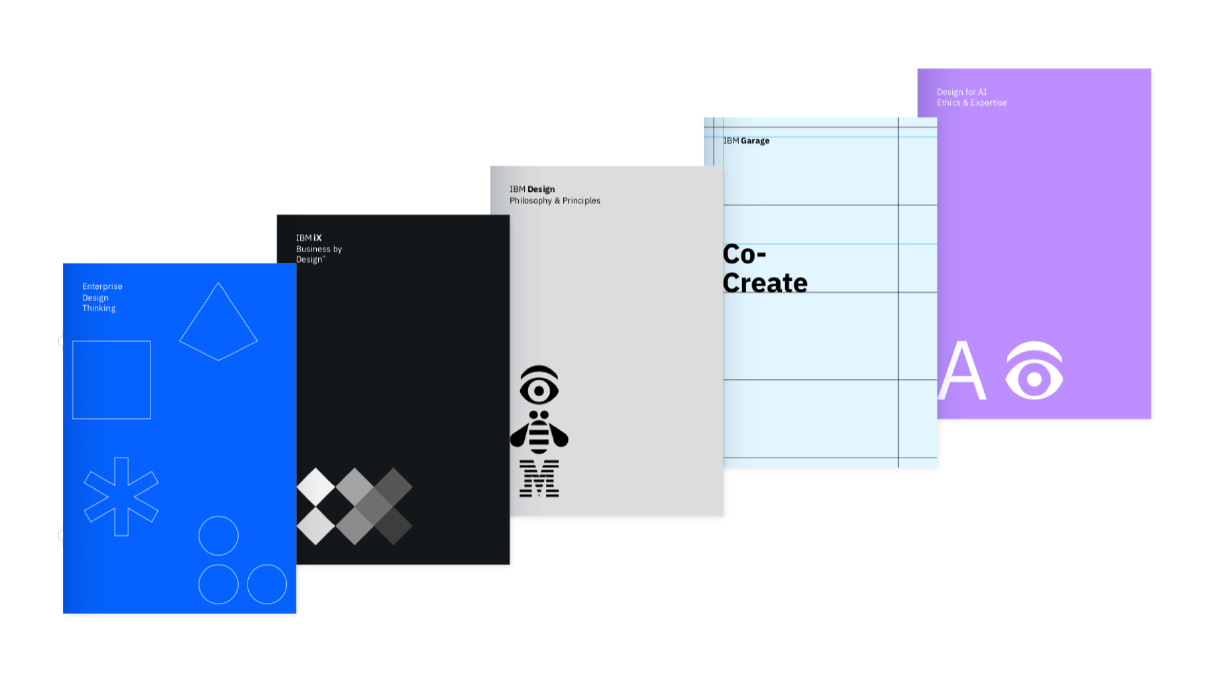 Enterprise
Design
Thinking
IBM iX
Business by
Design™
M
IBM Design
Philosophy & Principles
IBM Garage
Co-
Create
Design for AI
Ethics & Expertise
A